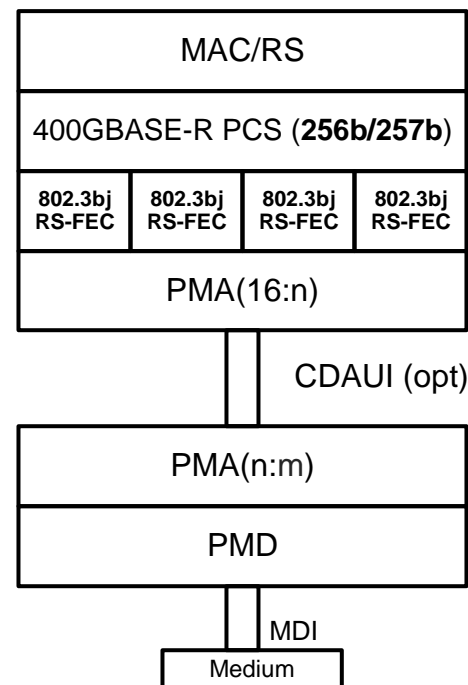 MAC/RS
400GBASE-R PCS (256b/257b)
802.3bj 802.3bj 802.3bj 802.3bj
RS-FEC RS-FEC RS-FEC RS-FEC
PMA(16:n)
CDAUI (opt)
PMA(n:m)
PMD
MDI
Medium